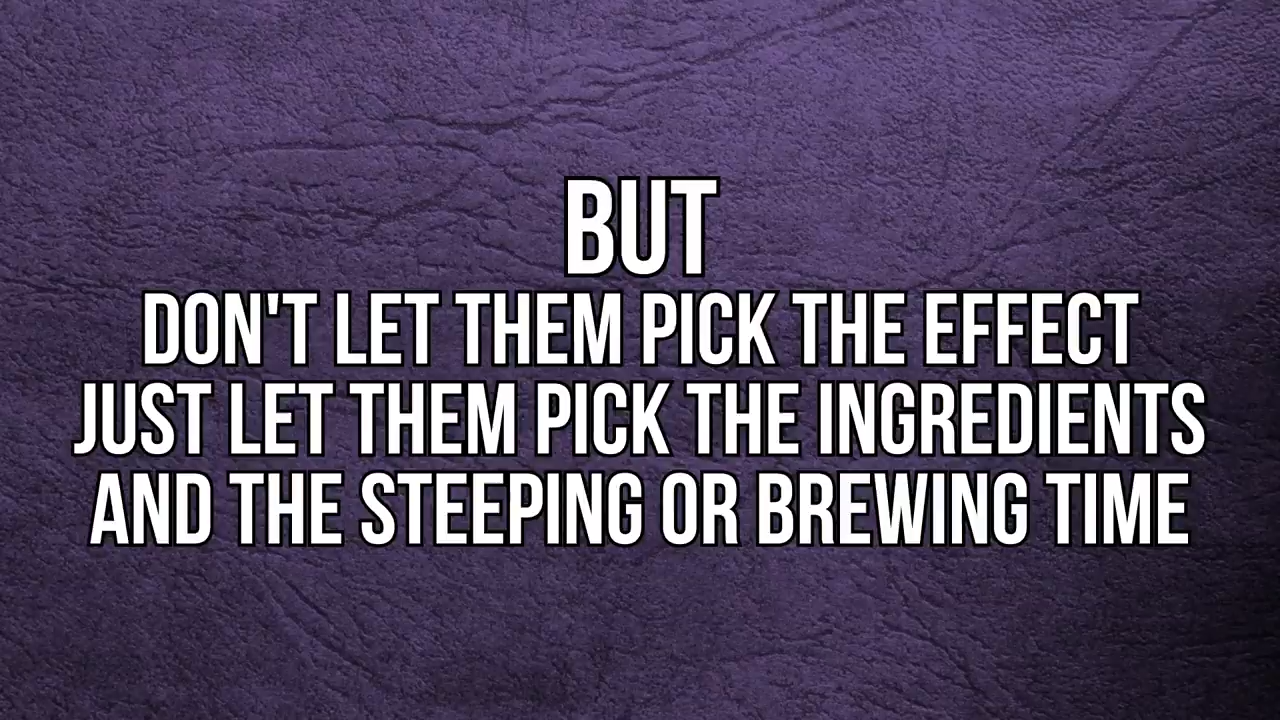 BUT
DON'T LET THEM PICK THE EFFECT
JUST LET THEM PICK THE INGREDIENTS
AND THE STEEPING OR BREWING TIME